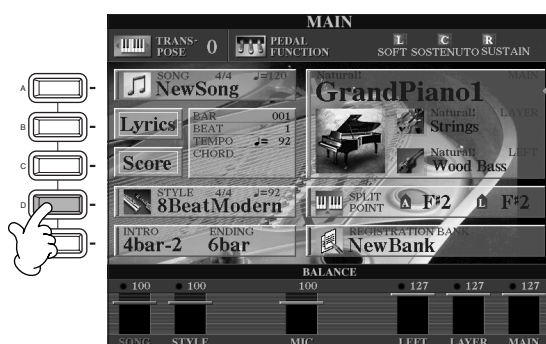 MAIN
TRANS-
POSE 0
PEDAL
FUNCTION
L C R
SOFT SOSTENUTO SUSTAIN
A
B
C
D
SONG 4/4 ♩=120
NewSong
Lyrics
Score
BAR 001
BEAT 1
TEMPO ♩= 92
CHORD
Natural! MAIN
GrandPiano1
Natural! LAYER
Strings
Natural! LEFT
Wood Bass
STYLE 4/4 ♩=92
8BeatModern
SPLIT
POINT A F#2 L F#2
INTRO ENDING
4bar-2 6bar
REGISTRATION BANK
NewBank
BALANCE
100 100 100 127 127 127
SONG STYLE MIC LEFT LAYER MAIN